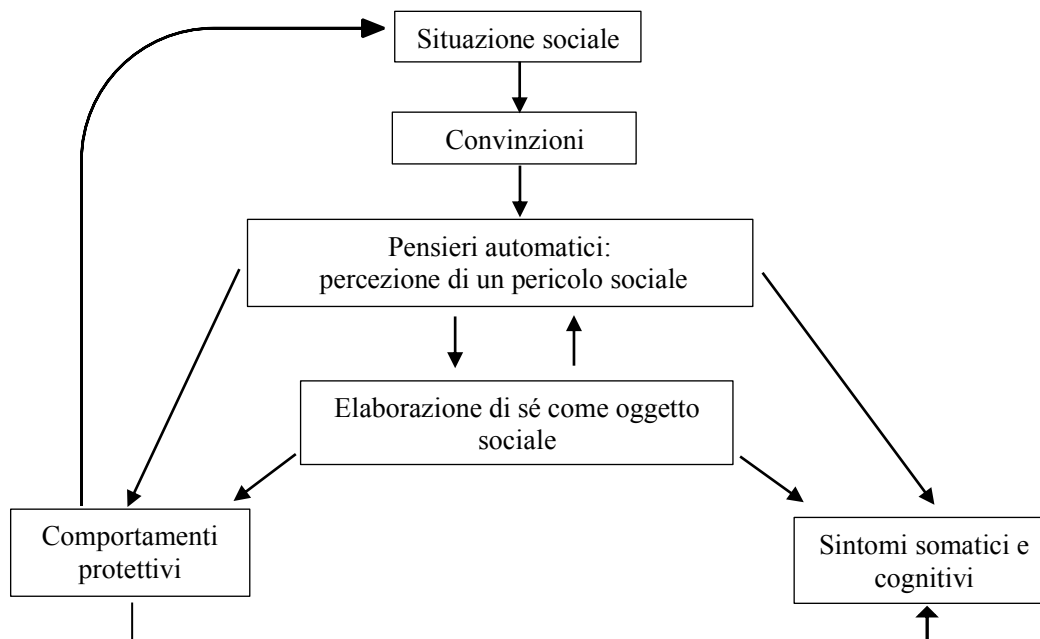 Situazione sociale
Convinzioni
Pensieri automatici:
percezione di un pericolo sociale
Elaborazione di sé come oggetto
sociale
Comportamenti
protettivi
Sintomi somatici e
cognitivi